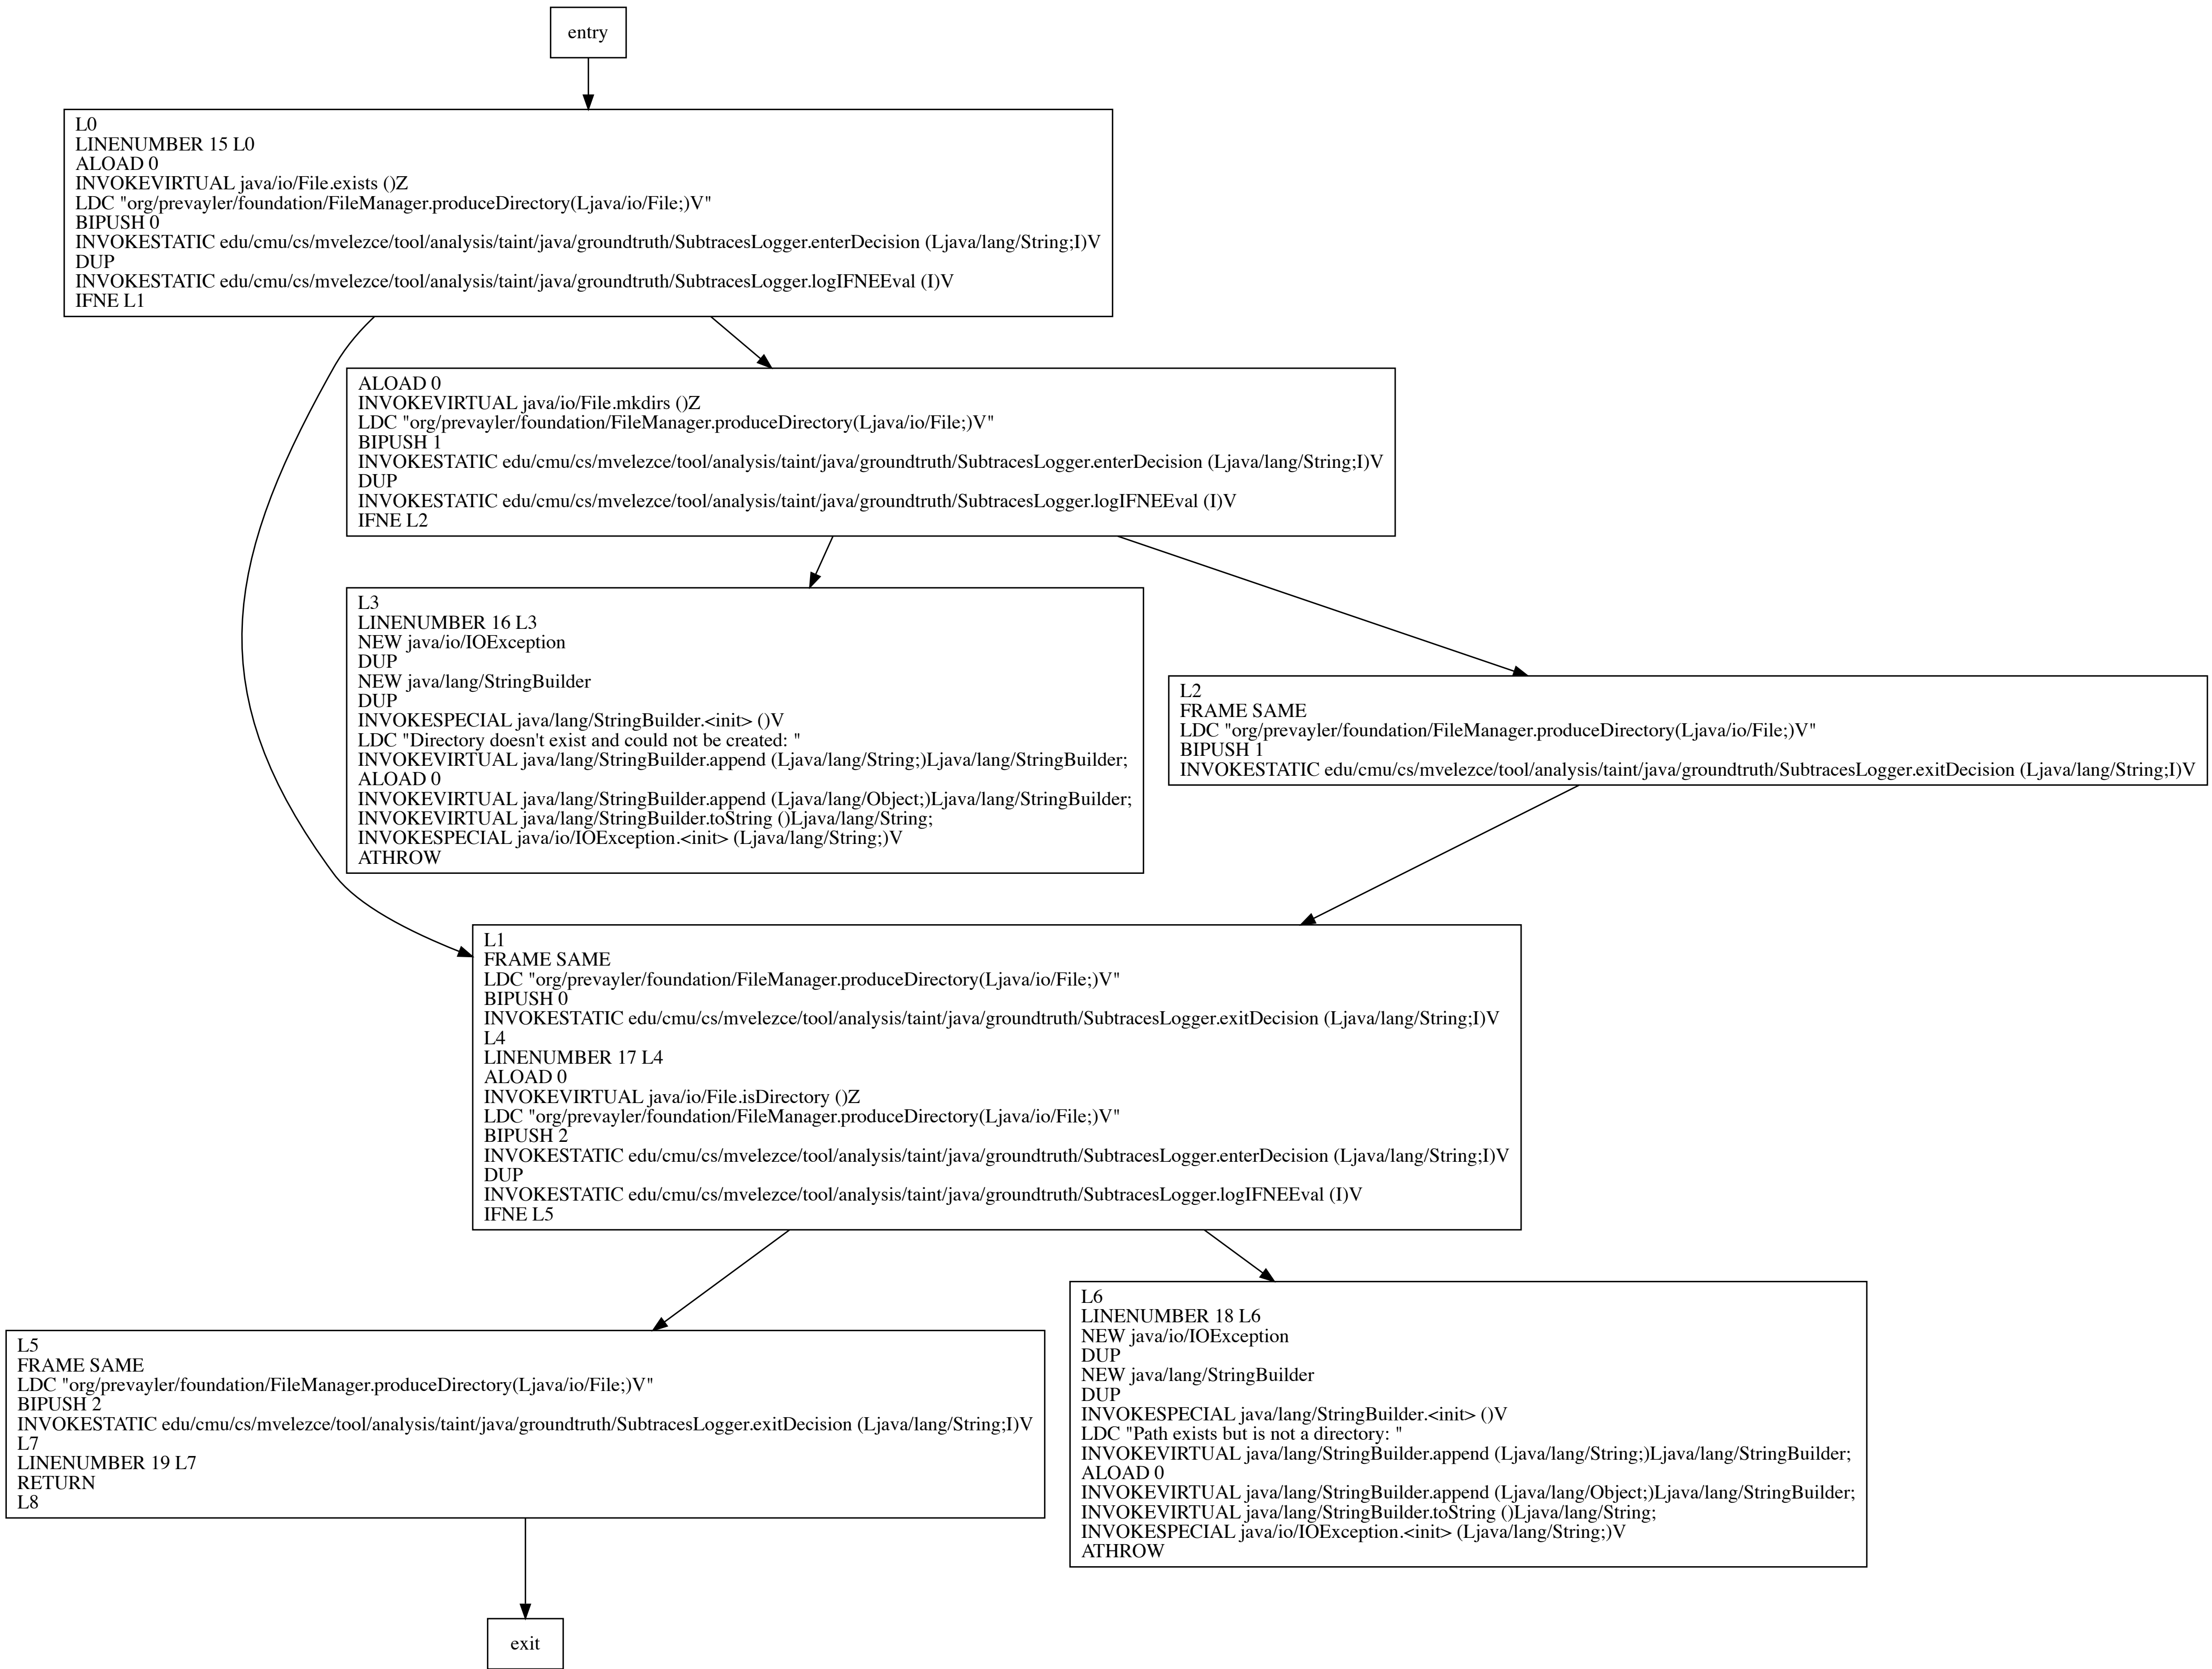 entry
L0
LINENUMBER 15 L0
ALOAD 0
INVOKEVIRTUAL java/io/File.exists ()Z
LDC "org/prevayler/foundation/FileManager.produceDirectory(Ljava/io/File;)V"
BIPUSH 0
INVOKESTATIC edu/cmu/cs/mvelezce/tool/analysis/taint/java/groundtruth/SubtracesLogger.enterDecision (Ljava/lang/String;I)V
DUP
INVOKESTATIC edu/cmu/cs/mvelezce/tool/analysis/taint/java/groundtruth/SubtracesLogger.logIFNEEval (I)V
IFNE L1
ALOAD 0
INVOKEVIRTUAL java/io/File.mkdirs ()Z
LDC "org/prevayler/foundation/FileManager.produceDirectory(Ljava/io/File;)V"
BIPUSH 1
INVOKESTATIC edu/cmu/cs/mvelezce/tool/analysis/taint/java/groundtruth/SubtracesLogger.enterDecision (Ljava/lang/String;I)V
DUP
INVOKESTATIC edu/cmu/cs/mvelezce/tool/analysis/taint/java/groundtruth/SubtracesLogger.logIFNEEval (I)V
IFNE L2
L3
LINENUMBER 16 L3
NEW java/io/IOException
DUP
NEW java/lang/StringBuilder
DUP
INVOKESPECIAL java/lang/StringBuilder.<init> ()V
LDC "Directory doesn't exist and could not be created: "
INVOKEVIRTUAL java/lang/StringBuilder.append (Ljava/lang/String;)Ljava/lang/StringBuilder;
ALOAD 0
INVOKEVIRTUAL java/lang/StringBuilder.append (Ljava/lang/Object;)Ljava/lang/StringBuilder;
INVOKEVIRTUAL java/lang/StringBuilder.toString ()Ljava/lang/String;
INVOKESPECIAL java/io/IOException.<init> (Ljava/lang/String;)V
ATHROW
L2
FRAME SAME
LDC "org/prevayler/foundation/FileManager.produceDirectory(Ljava/io/File;)V"
BIPUSH 1
INVOKESTATIC edu/cmu/cs/mvelezce/tool/analysis/taint/java/groundtruth/SubtracesLogger.exitDecision (Ljava/lang/String;I)V
L1
FRAME SAME
LDC "org/prevayler/foundation/FileManager.produceDirectory(Ljava/io/File;)V"
BIPUSH 0
INVOKESTATIC edu/cmu/cs/mvelezce/tool/analysis/taint/java/groundtruth/SubtracesLogger.exitDecision (Ljava/lang/String;I)V
L4
LINENUMBER 17 L4
ALOAD 0
INVOKEVIRTUAL java/io/File.isDirectory ()Z
LDC "org/prevayler/foundation/FileManager.produceDirectory(Ljava/io/File;)V"
BIPUSH 2
INVOKESTATIC edu/cmu/cs/mvelezce/tool/analysis/taint/java/groundtruth/SubtracesLogger.enterDecision (Ljava/lang/String;I)V
DUP
INVOKESTATIC edu/cmu/cs/mvelezce/tool/analysis/taint/java/groundtruth/SubtracesLogger.logIFNEEval (I)V
IFNE L5
L5
FRAME SAME
LDC "org/prevayler/foundation/FileManager.produceDirectory(Ljava/io/File;)V"
BIPUSH 2
INVOKESTATIC edu/cmu/cs/mvelezce/tool/analysis/taint/java/groundtruth/SubtracesLogger.exitDecision (Ljava/lang/String;I)V
L7
LINENUMBER 19 L7
RETURN
L8
L6
LINENUMBER 18 L6
NEW java/io/IOException
DUP
NEW java/lang/StringBuilder
DUP
INVOKESPECIAL java/lang/StringBuilder.<init> ()V
LDC "Path exists but is not a directory: "
INVOKEVIRTUAL java/lang/StringBuilder.append (Ljava/lang/String;)Ljava/lang/StringBuilder;
ALOAD 0
INVOKEVIRTUAL java/lang/StringBuilder.append (Ljava/lang/Object;)Ljava/lang/StringBuilder;
INVOKEVIRTUAL java/lang/StringBuilder.toString ()Ljava/lang/String;
INVOKESPECIAL java/io/IOException.<init> (Ljava/lang/String;)V
ATHROW
exit